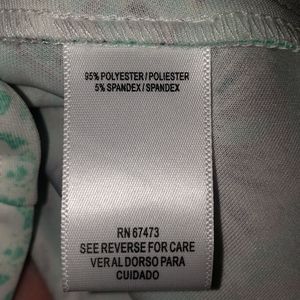 95% POLYESTER / POLIESTER
5% SPANDEX / SPANDEX
RN 67473
SEE REVERSE FOR CARE
VER AL DORSO PARA
CUIDADO